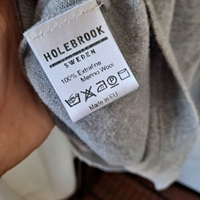 HOLEBROOK
SWEDEN
100% Extrafine
Merino Wool
Made in EU